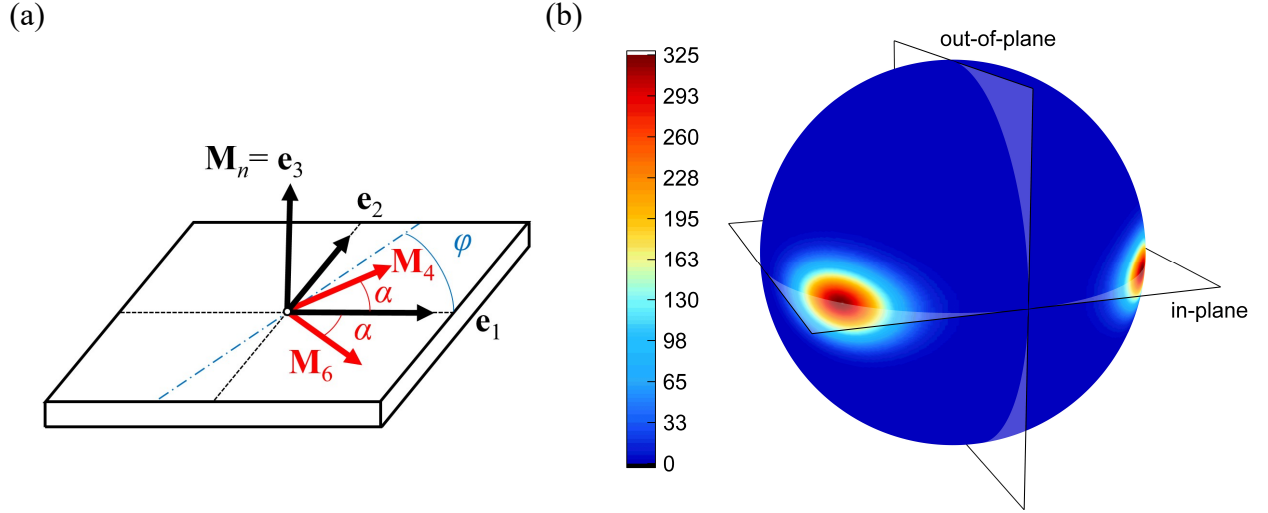 (a)
(b)
M_n = e_3
e_2
φ
M_4
α
e_1
α
M_6
out-of-plane
in-plane
325
293
260
228
195
163
130
98
65
33
0